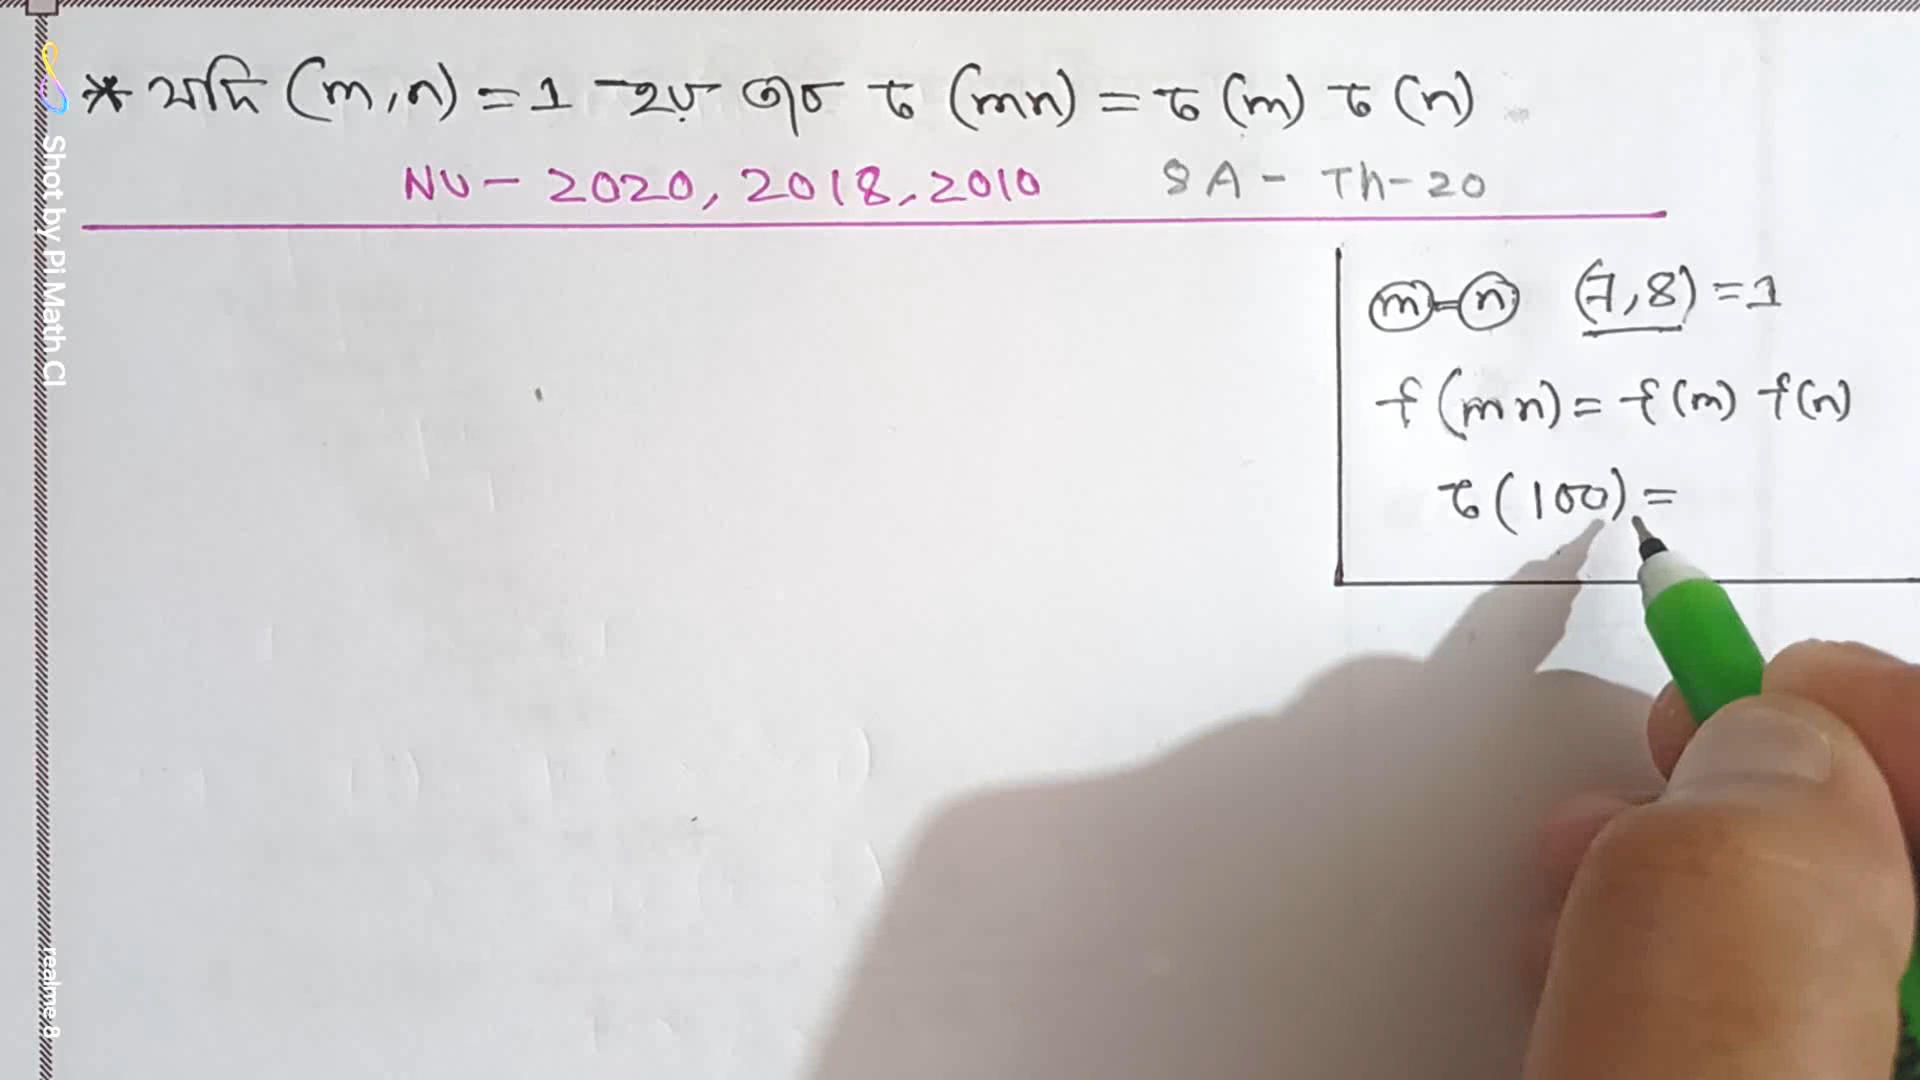 * যদি (m,n) = 1 হয় তবে τ (mn) = τ (m) τ (n)
NU - 2020, 2018, 2010 SA - Th-20
m - n (7,8) = 1
f (mn) = f(m) f(n)
τ (100) =
Shot by Pi Math Cl
realme 8